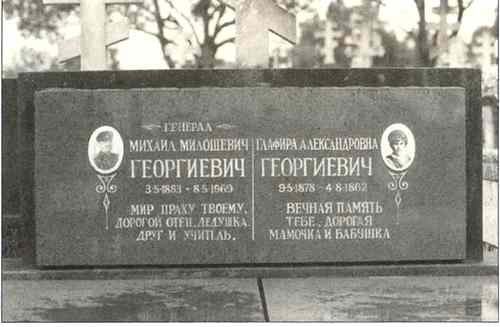 ГЕНЕРАЛ
МИХАИЛ МИЛОШЕВИЧ
ГЕОРГИЕВИЧ
3·5·1883 - 8·5·1969
МИР ПРАХУ ТВОЕМУ,
ДОРОГОЙ ОТЕЦ, ДЕДУШКА,
ДРУГ И УЧИТЕЛЬ.
ГЛАФИРА АЛЕКСАНДРОВНА
ГЕОРГИЕВИЧ
9·5·1878 - 4·8·1862
ВЕЧНАЯ ПАМЯТЬ
ТЕБЕ, ДОРОГАЯ
МАМОЧКА И БАБУШКА